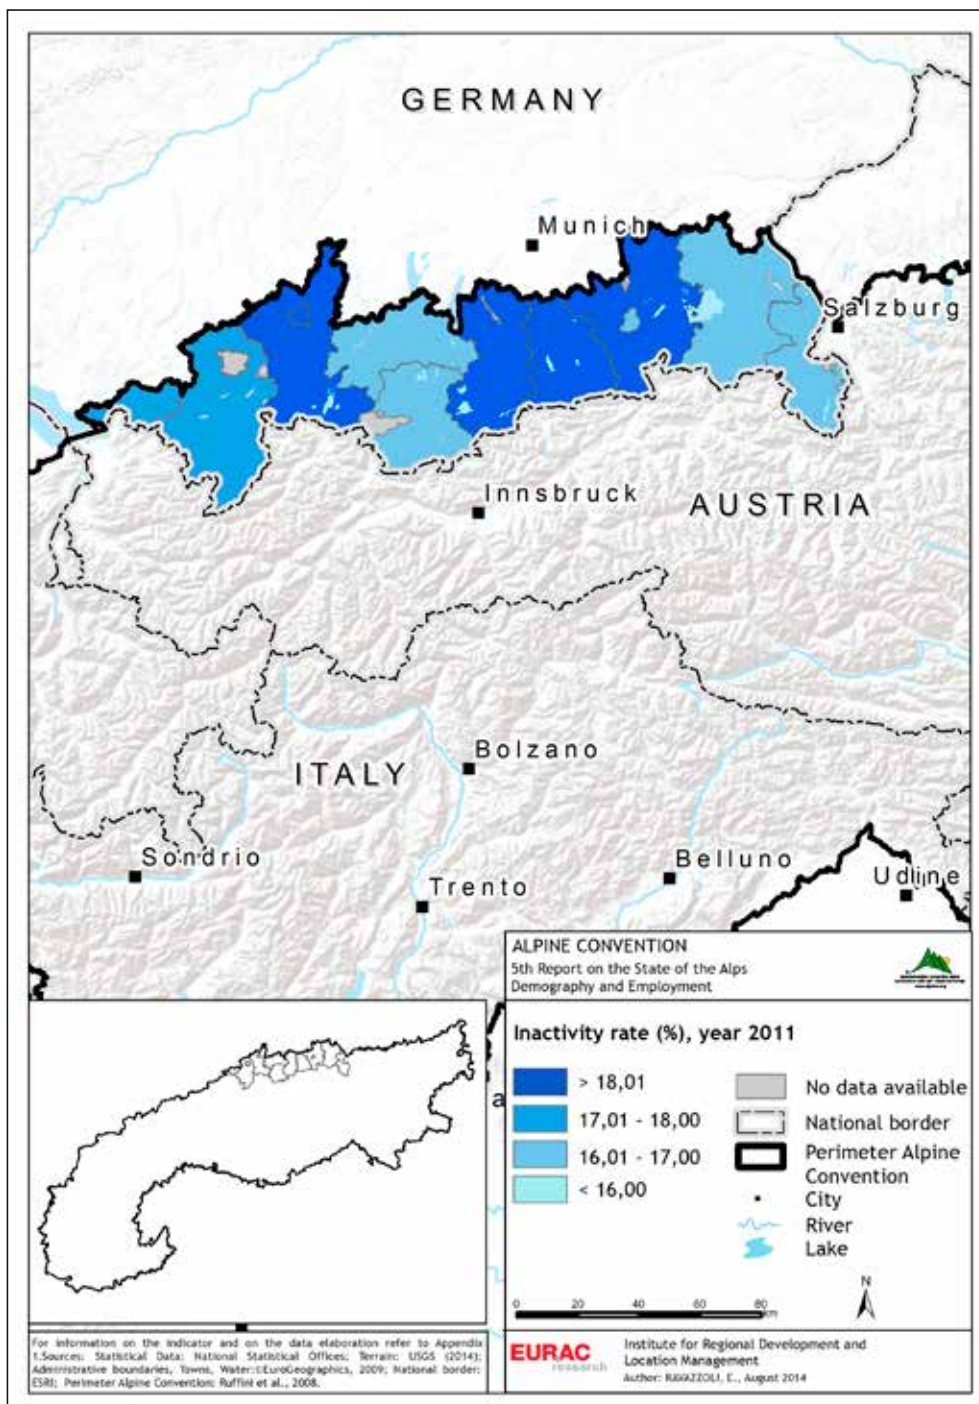 GERMANY
Munich
Salzburg
Innsbruck
AUSTRIA
Bolzano
ITALY
Sondrio
Belluno
Trento
Udine
ALPINE CONVENTION
5th Report on the State of the Alps
Demography and Employment
Inactivity rate (%), year 2011
> 18,01
17,01 - 18,00
16,01 - 17,00
< 16,00
No data available
National border
Perimeter Alpine
Convention
City
River
Lake
N
0 20 40 60 80
km
For information on the indicator and on the data elaboration refer to Appendix
1.Sources: Statistical Data: National Statistical Offices; Terrain: USGS (2014);
Administrative boundaries, Towns, Water:©EuroGeographics, 2009; National border:
ESRI; Perimeter Alpine Convention: Ruffini et al., 2008.
EURAC
research
Institute for Regional Development and
Location Management
Author: RAVAZZOLI, E., August 2014